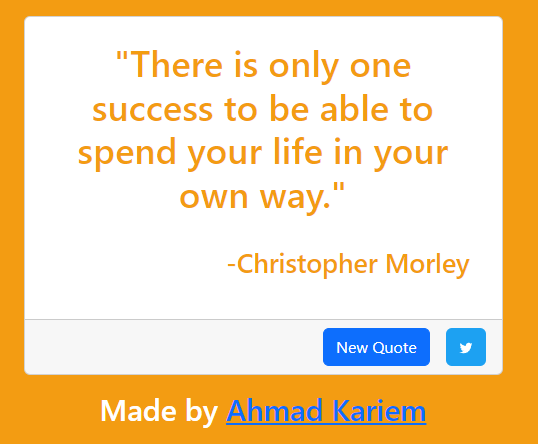 "There is only one
success to be able to
spend your life in your
own way."
-Christopher Morley
New Quote
Made by Ahmad Kariem